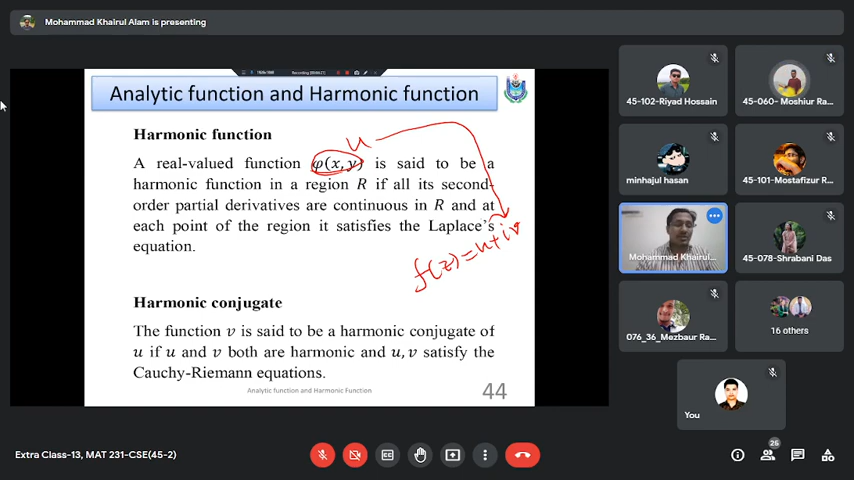 Mohammad Khairul Alam is presenting
Analytic function and Harmonic function
Harmonic function
u
A real-valued function φ(x, y) is said to be a
harmonic function in a region R if all its second-
order partial derivatives are continuous in R and at
each point of the region it satisfies the Laplace's
equation.
f(z)=u+iv
Harmonic conjugate
The function v is said to be a harmonic conjugate of
u if u and v both are harmonic and u, v satisfy the
Cauchy-Riemann equations.
Analytic function and Harmonic Function
44
45-102-Riyad Hossain
45-060- Moshiur Ra...
minhajul hasan
45-101-Mostafizur Ra...
Mohammad Khairul...
45-078-Shrabani Das
076_36_Mezbaur Ra...
16 others
You
Extra Class-13, MAT 231-CSE(45-2)
26